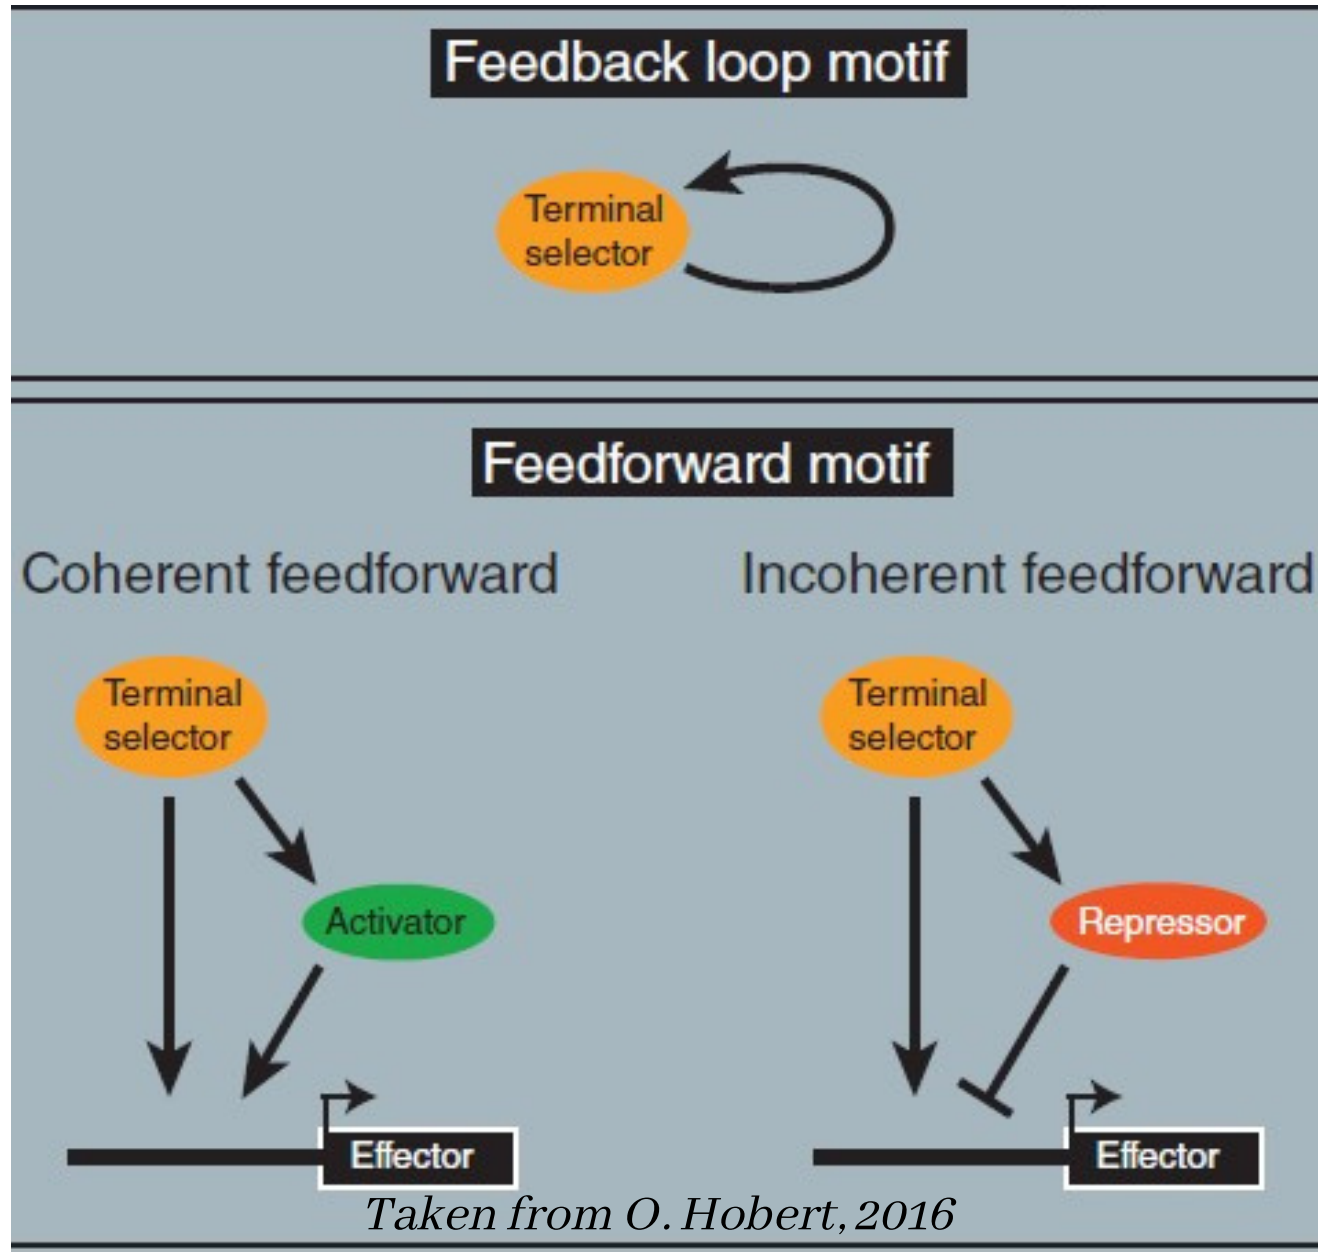 Feedback loop motif
Terminal
selector
Feedforward motif
Coherent feedforward
Incoherent feedforward
Terminal
selector
Terminal
selector
Activator
Repressor
Effector
Effector
Taken from O. Hobert, 2016